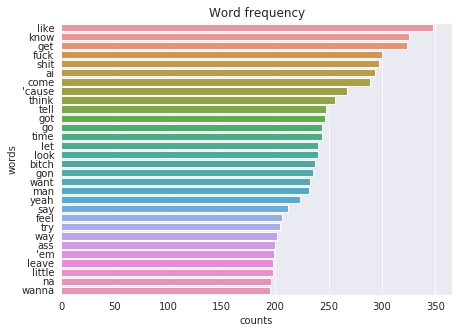 Word frequency
like
know
get
fuck
shit
ai
come
'cause
think
tell
got
go
time
let
look
bitch
gon
want
man
yeah
say
feel
try
way
ass
'em
leave
little
na
wanna
words
0 50 100 150 200 250 300 350
counts